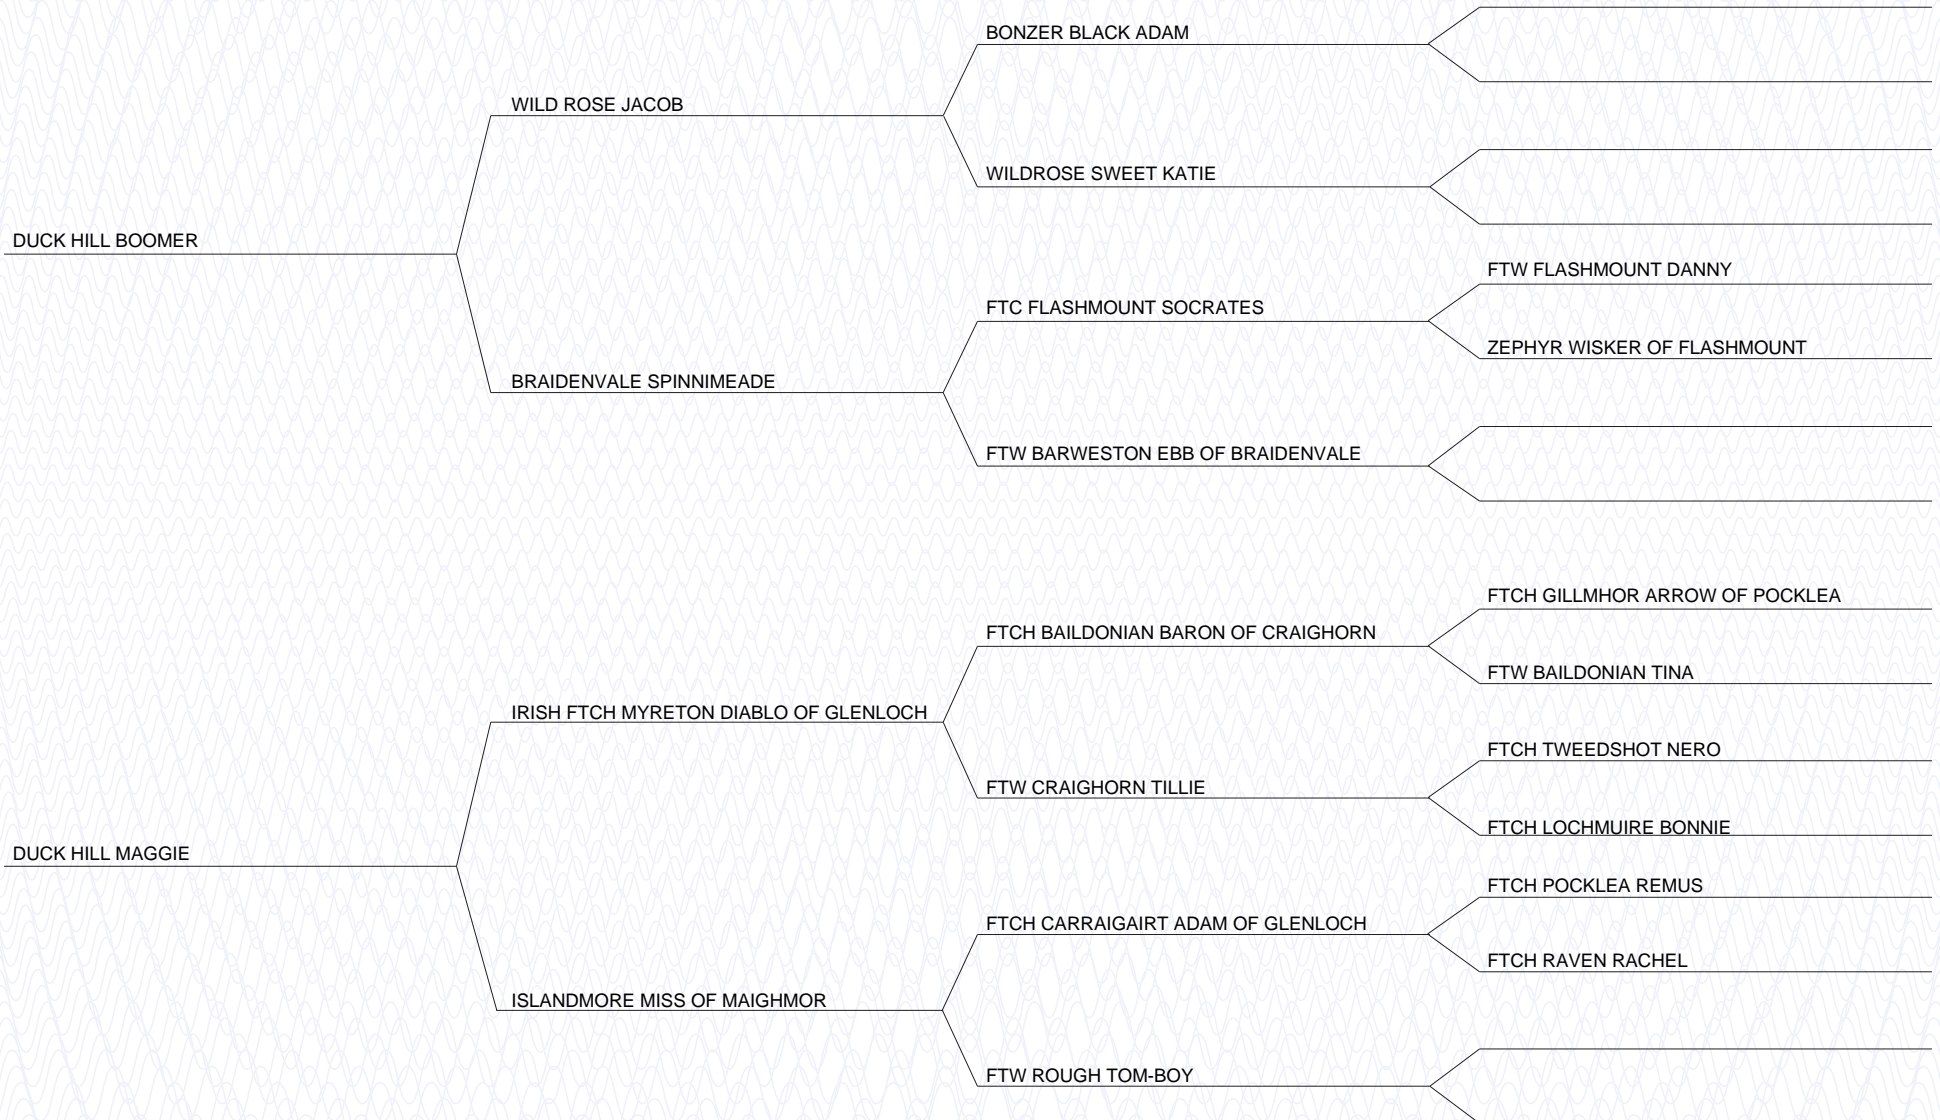 BONZER BLACK ADAM
WILD ROSE JACOB
WILDROSE SWEET KATIE
DUCK HILL BOOMER
FTW FLASHMOUNT DANNY
FTC FLASHMOUNT SOCRATES
ZEPHYR WISKER OF FLASHMOUNT
BRAIDENVALE SPINNIMEADE
FTW BARWESTON EBB OF BRAIDENVALE
FTCH GILLMHOR ARROW OF POCKLEA
FTCH BAILDONIAN BARON OF CRAIGHORN
FTW BAILDONIAN TINA
IRISH FTCH MYRETON DIABLO OF GLENLOCH
FTCH TWEEDSHOT NERO
FTW CRAIGHORN TILLIE
FTCH LOCHMUIRE BONNIE
DUCK HILL MAGGIE
FTCH POCKLEA REMUS
FTCH CARRAIGAIRT ADAM OF GLENLOCH
FTCH RAVEN RACHEL
ISLANDMORE MISS OF MAIGHMOR
FTW ROUGH TOM-BOY